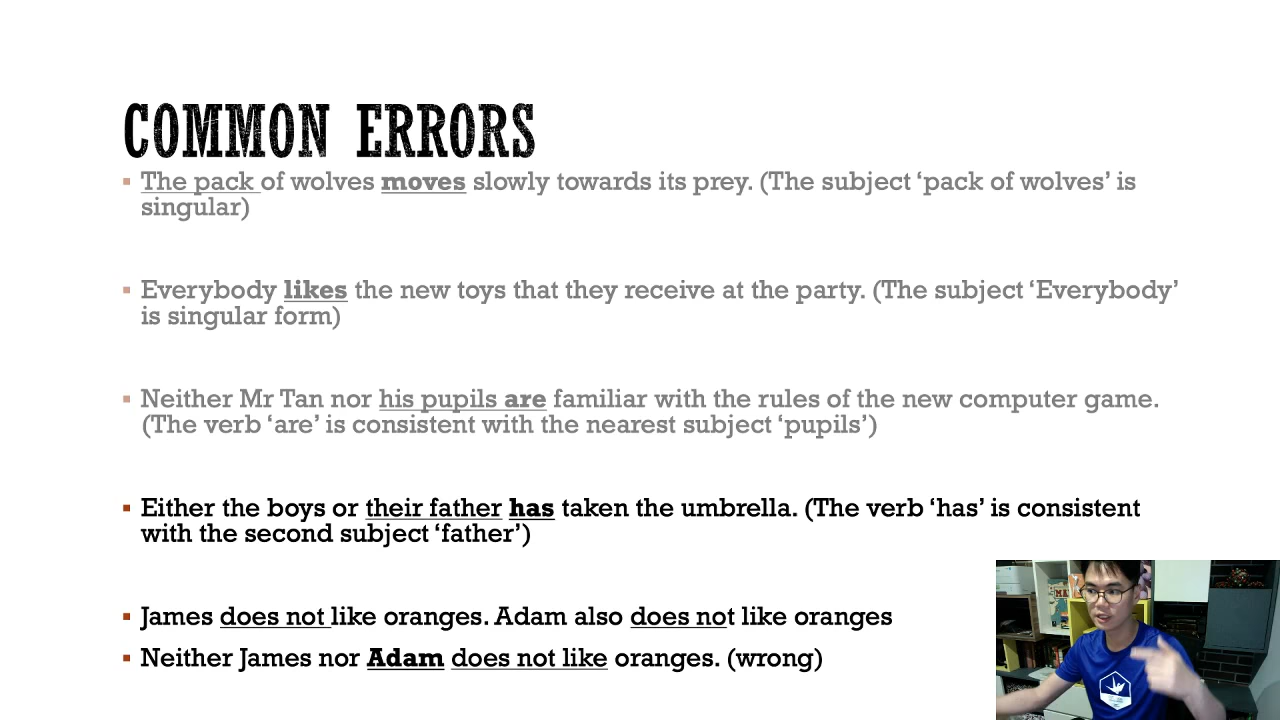 COMMON ERRORS
The pack of wolves moves slowly towards its prey. (The subject ‘pack of wolves’ is
singular)
Everybody likes the new toys that they receive at the party. (The subject ‘Everybody’
is singular form)
Neither Mr Tan nor his pupils are familiar with the rules of the new computer game.
(The verb ‘are’ is consistent with the nearest subject ‘pupils’)
Either the boys or their father has taken the umbrella. (The verb ‘has’ is consistent
with the second subject ‘father’)
James does not like oranges. Adam also does not like oranges
Neither James nor Adam does not like oranges. (wrong)